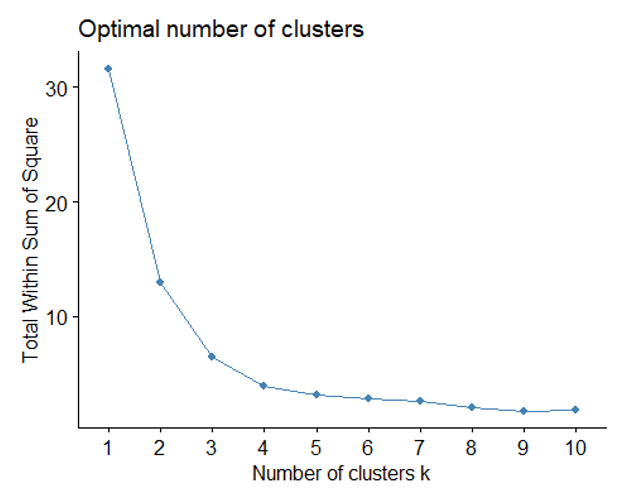 Optimal number of clusters
30
20
10
Total Within Sum of Square
1 2 3 4 5 6 7 8 9 10
Number of clusters k